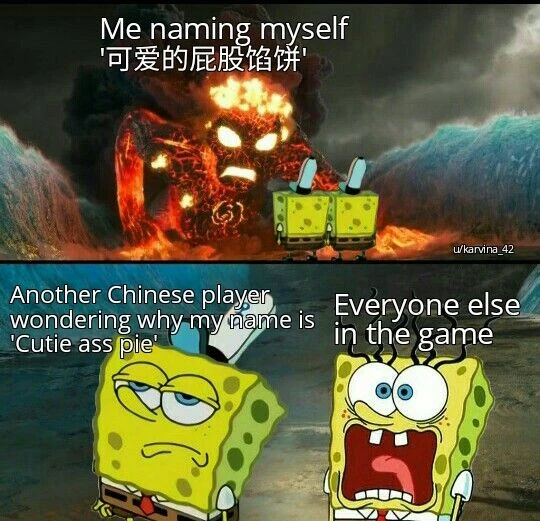 Me naming myself
'可爱的屁股馅饼'
u/karvina_42
Another Chinese player
wondering why my name is
'Cutie ass pie'
Everyone else
in the game